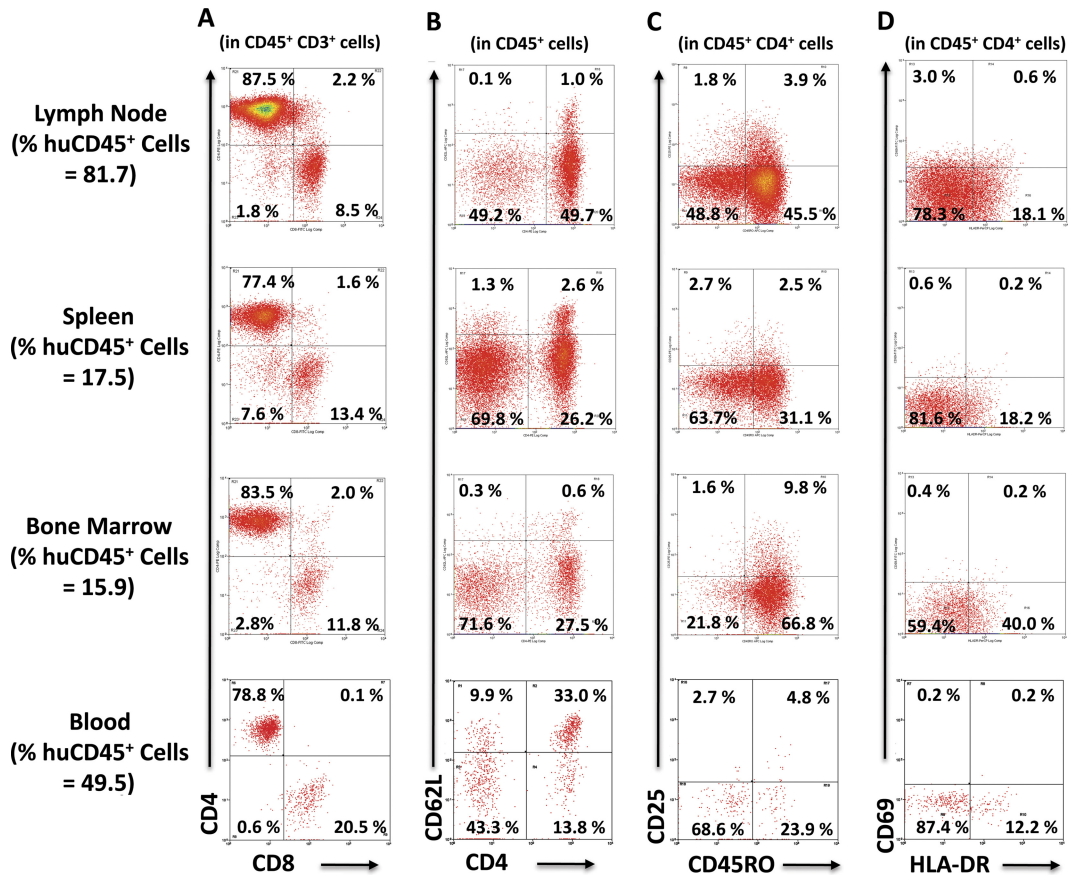 A B C D
(in CD45⁺ CD3⁺ cells) (in CD45⁺ cells) (in CD45⁺ CD4⁺ cells (in CD45⁺ CD4⁺ cells)
Lymph Node
(% huCD45⁺ Cells
= 81.7)
87.5 % 2.2 % 0.1 % 1.0 % 1.8 % 3.9 % 3.0 % 0.6 %
1.8 % 8.5 % 49.2 % 49.7 % 48.8 % 45.5 % 78.3 % 18.1 %
Spleen
(% huCD45⁺ Cells
= 17.5)
77.4 % 1.6 % 1.3 % 2.6 % 2.7 % 2.5 % 0.6 % 0.2 %
7.6 % 13.4 % 69.8 % 26.2 % 63.7% 31.1 % 81.6 % 18.2 %
Bone Marrow
(% huCD45⁺ Cells
= 15.9)
83.5 % 2.0 % 0.3 % 0.6 % 1.6 % 9.8 % 0.4 % 0.2 %
2.8% 11.8 % 71.6 % 27.5 % 21.8 % 66.8 % 59.4% 40.0 %
Blood
(% huCD45⁺ Cells
= 49.5)
78.8 % 0.1 % 9.9 % 33.0 % 2.7 % 4.8 % 0.2 % 0.2 %
0.6 % 20.5 % 43.3 % 13.8 % 68.6 % 23.9 % 87.4 % 12.2 %
CD4 CD62L CD25 CD69
CD8 CD4 CD45RO HLA-DR